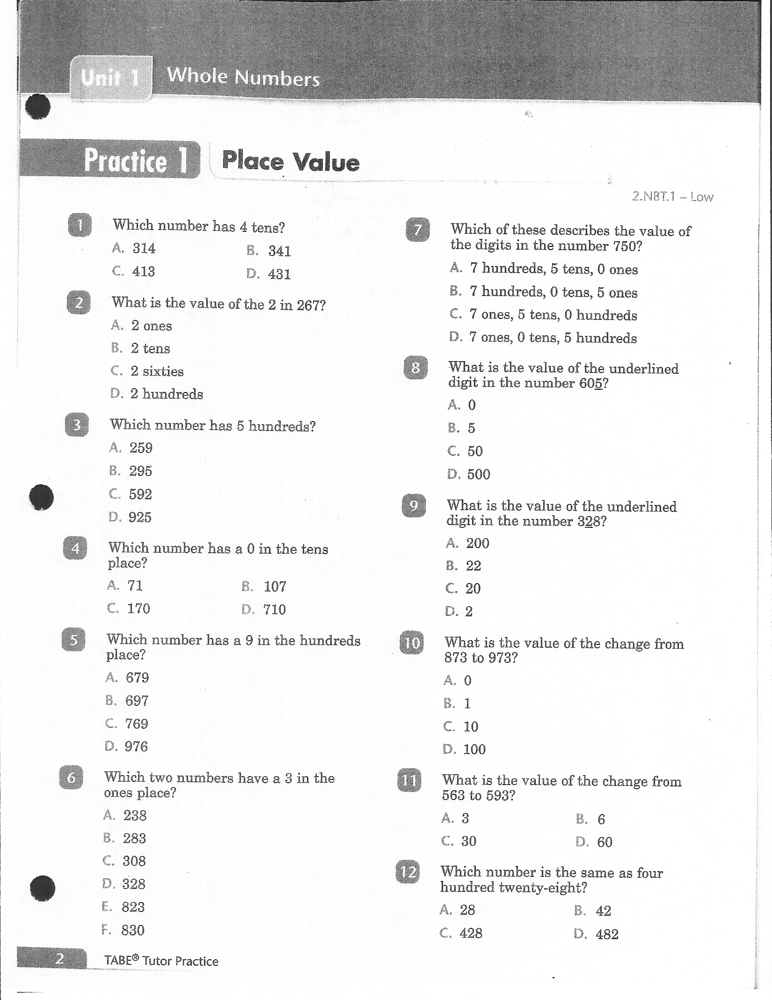 Unit 1 Whole Numbers
Practice 1 Place Value
2.NBT.1 – Low
1 Which number has 4 tens?
A. 314 B. 341
C. 413 D. 431
2 What is the value of the 2 in 267?
A. 2 ones
B. 2 tens
C. 2 sixties
D. 2 hundreds
3 Which number has 5 hundreds?
A. 259
B. 295
C. 592
D. 925
4 Which number has a 0 in the tens
place?
A. 71 B. 107
C. 170 D. 710
5 Which number has a 9 in the hundreds
place?
A. 679
B. 697
C. 769
D. 976
6 Which two numbers have a 3 in the
ones place?
A. 238
B. 283
C. 308
D. 328
E. 823
F. 830
7 Which of these describes the value of
the digits in the number 750?
A. 7 hundreds, 5 tens, 0 ones
B. 7 hundreds, 0 tens, 5 ones
C. 7 ones, 5 tens, 0 hundreds
D. 7 ones, 0 tens, 5 hundreds
8 What is the value of the underlined
digit in the number 605?
A. 0
B. 5
C. 50
D. 500
9 What is the value of the underlined
digit in the number 328?
A. 200
B. 22
C. 20
D. 2
10 What is the value of the change from
873 to 973?
A. 0
B. 1
C. 10
D. 100
11 What is the value of the change from
563 to 593?
A. 3 B. 6
C. 30 D. 60
12 Which number is the same as four
hundred twenty-eight?
A. 28 B. 42
C. 428 D. 482
2 TABE® Tutor Practice